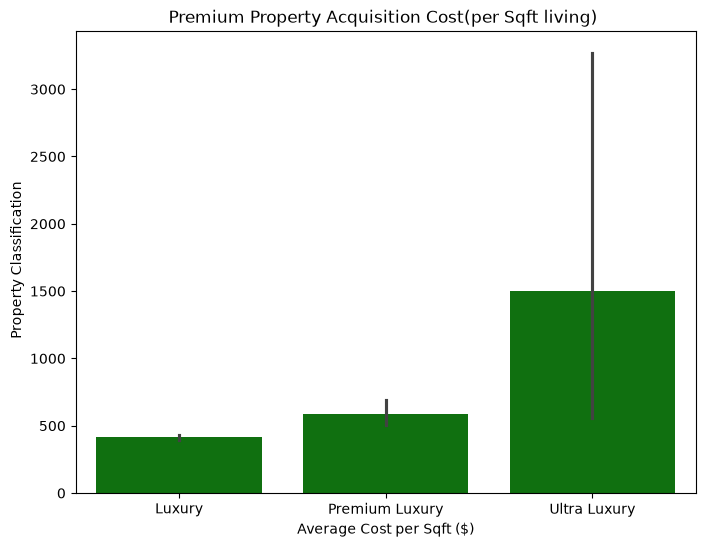 Premium Property Acquisition Cost(per Sqft living)
Property Classification
3000
2500
2000
1500
1000
500
0
Luxury
Premium Luxury
Ultra Luxury
Average Cost per Sqft ($)